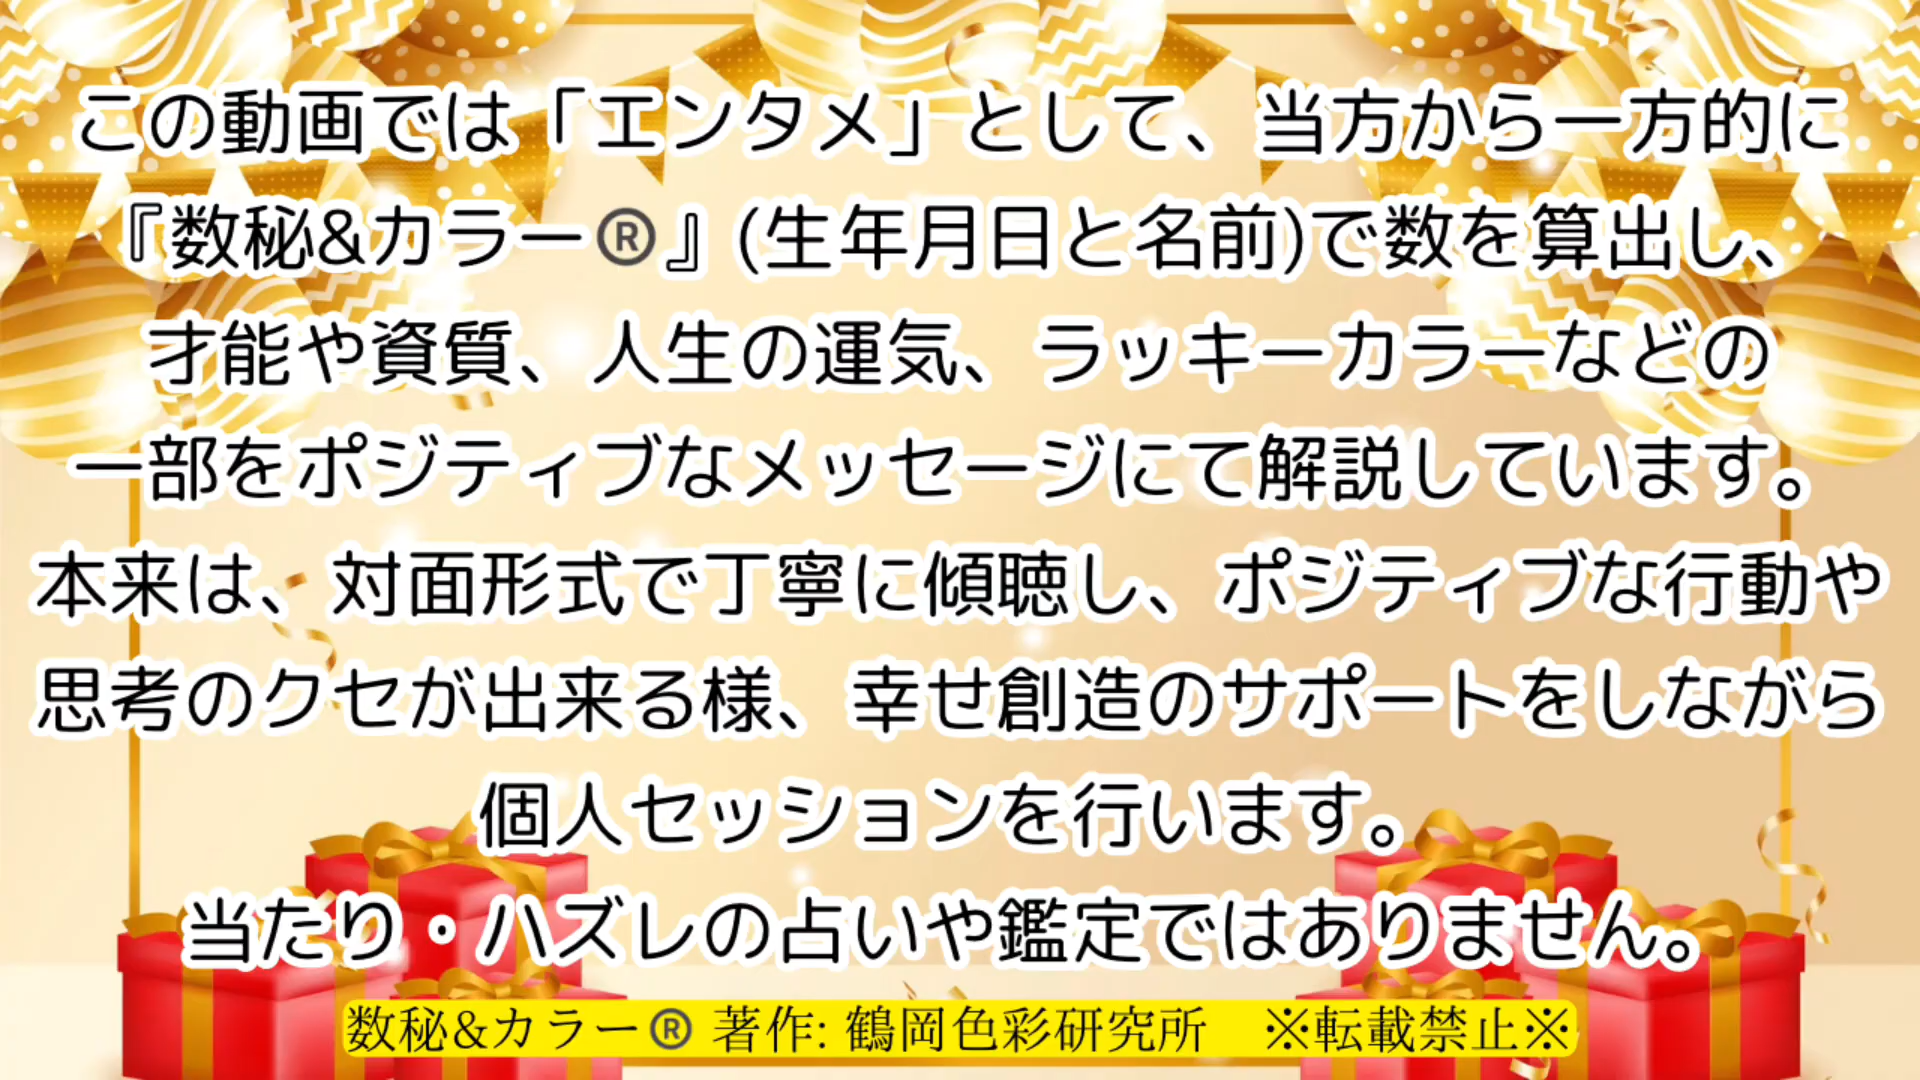 この動画では「エンタメ」として、当方から一方的に
『数秘&カラー®』(生年月日と名前)で数を算出し、
才能や資質、人生の運気、ラッキーカラーなどの
一部をポジティブなメッセージにて解説しています。
本来は、対面形式で丁寧に傾聴し、ポジティブな行動や
思考のクセが出来る様、幸せ創造のサポートをしながら
個人セッションを行います。
当たり・ハズレの占いや鑑定ではありません。
数秘&カラー® 著作: 鶴岡色彩研究所　※転載禁止※